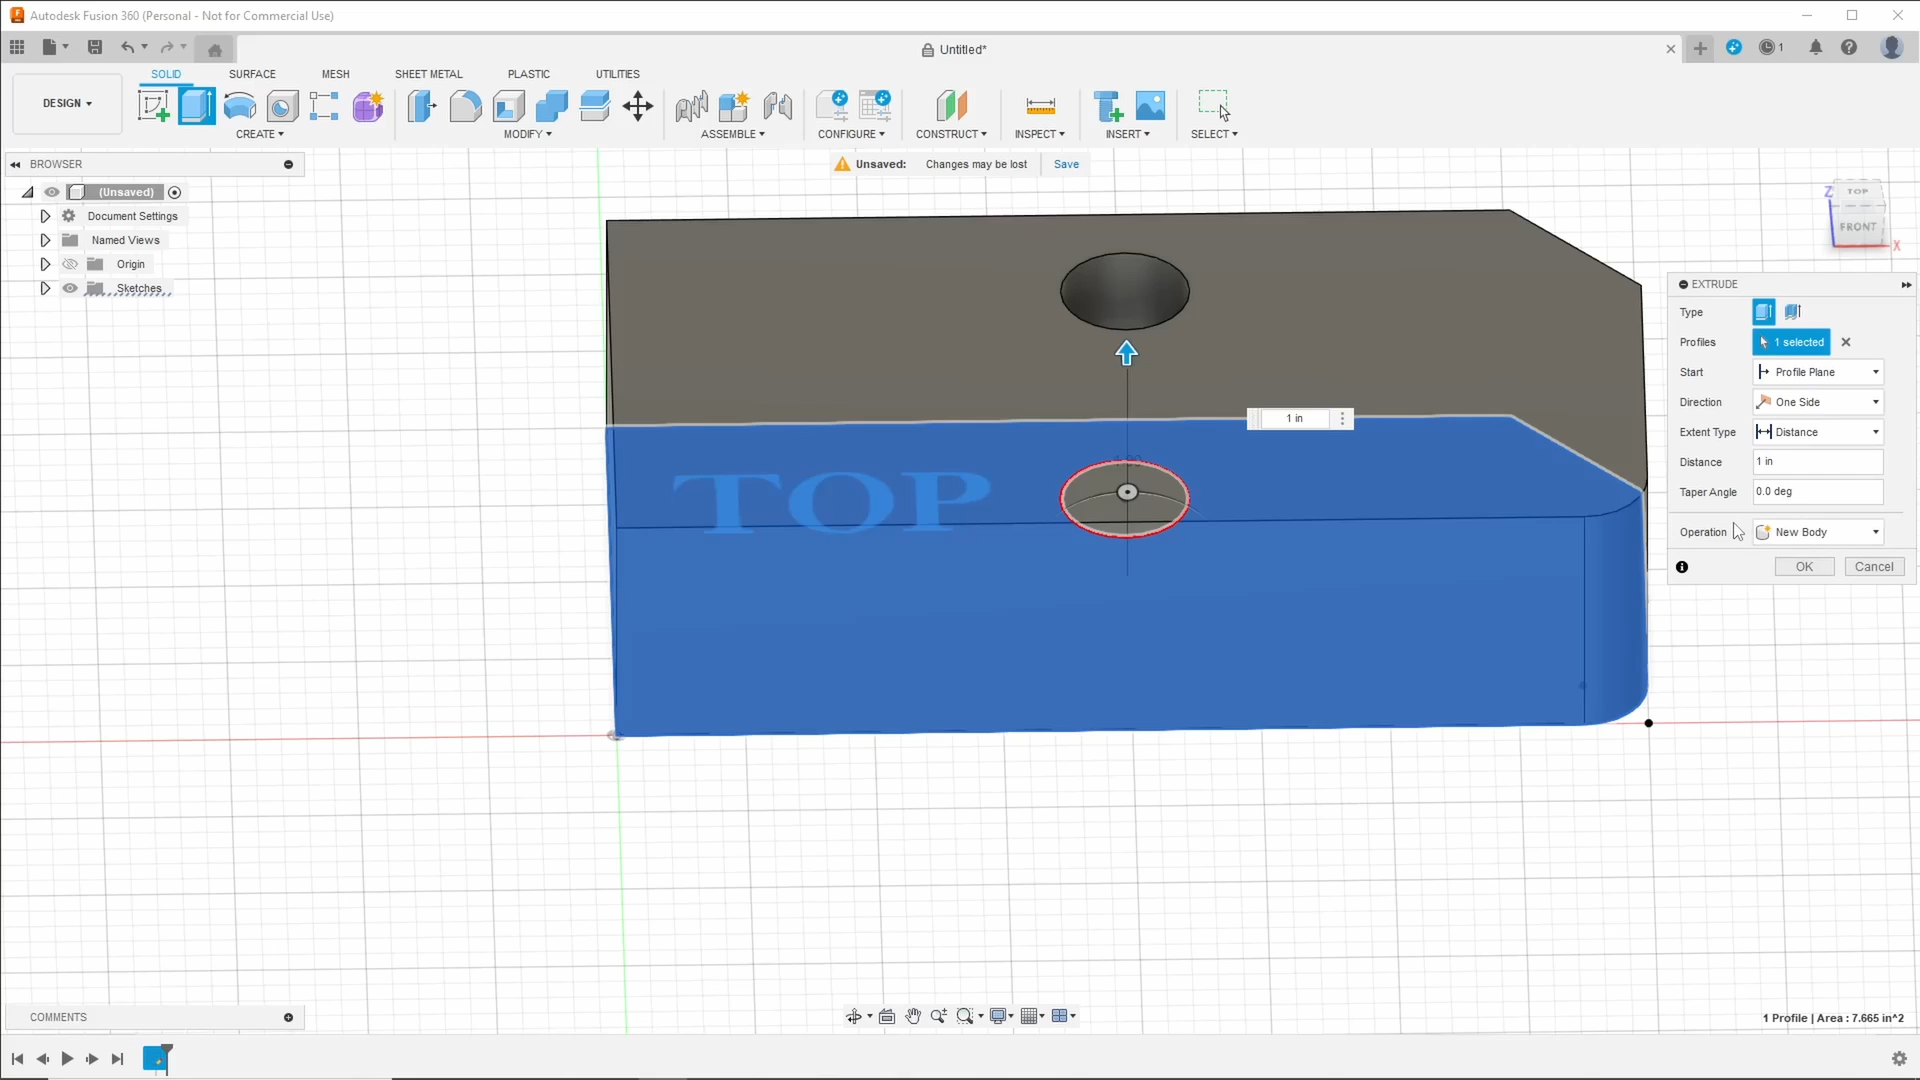 Autodesk Fusion 360 (Personal - Not for Commercial Use)
Untitled*
1
DESIGN
SOLID
SURFACE
MESH
SHEET METAL
PLASTIC
UTILITIES
CREATE
MODIFY
ASSEMBLE
CONFIGURE
CONSTRUCT
INSPECT
INSERT
SELECT
BROWSER
Unsaved: Changes may be lost Save
(Unsaved)
Document Settings
Named Views
Origin
Sketches
Z
TOP
FRONT
X
EXTRUDE
Type
Profiles 1 selected
Start Profile Plane
Direction One Side
Extent Type Distance
Distance 1 in
Taper Angle 0.0 deg
Operation New Body
OK Cancel
1 in
TOP
COMMENTS
1 Profile | Area : 7.665 in^2